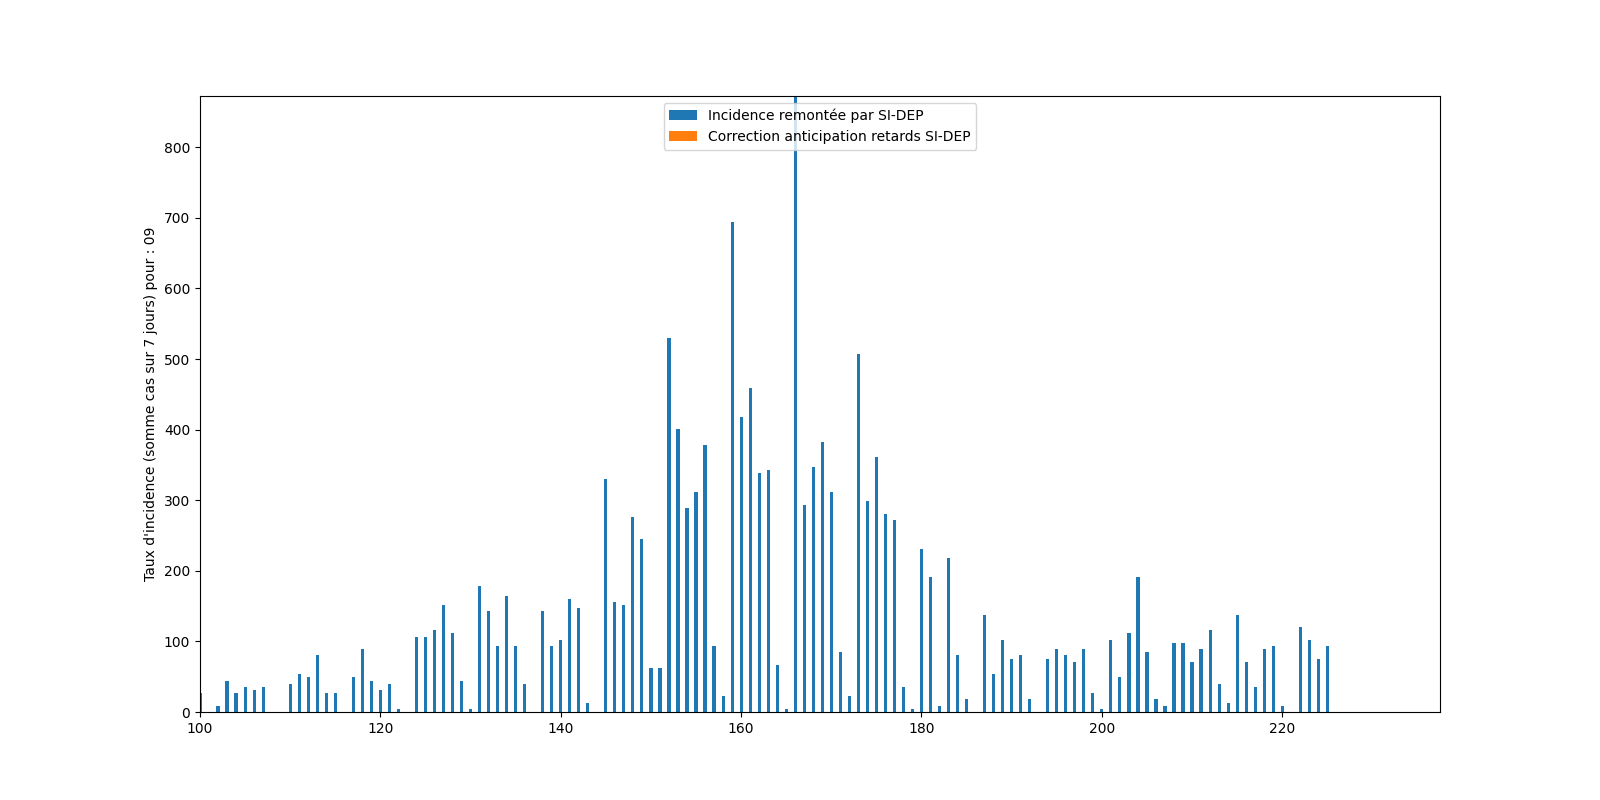 Incidence remontée par SI-DEP
Correction anticipation retards SI-DEP
Taux d'incidence (somme cas sur 7 jours) pour : 09
800
700
600
500
400
300
200
100
0
100 120 140 160 180 200 220